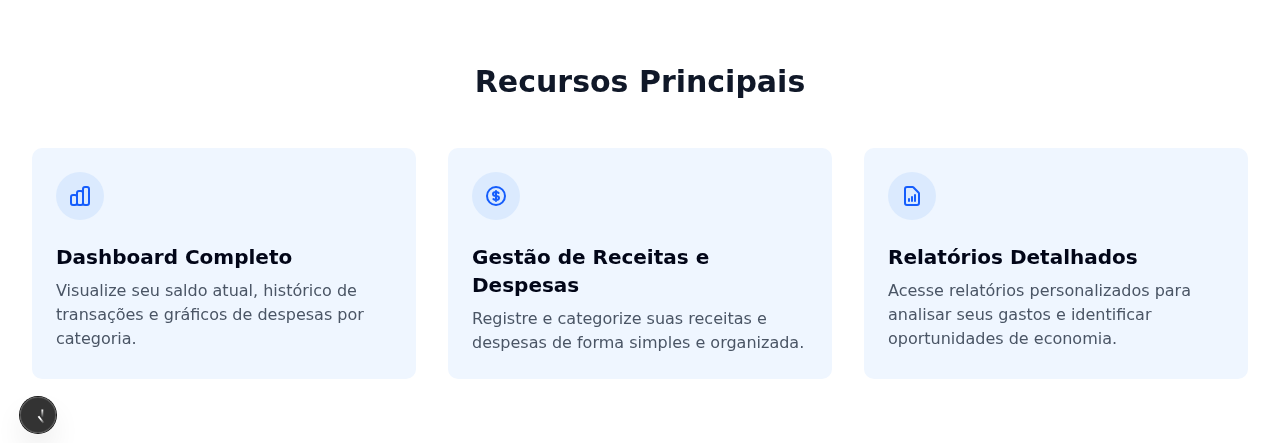 Recursos Principais
Dashboard Completo
Visualize seu saldo atual, histórico de
transações e gráficos de despesas por
categoria.
Gestão de Receitas e
Despesas
Registre e categorize suas receitas e
despesas de forma simples e organizada.
Relatórios Detalhados
Acesse relatórios personalizados para
analisar seus gastos e identificar
oportunidades de economia.